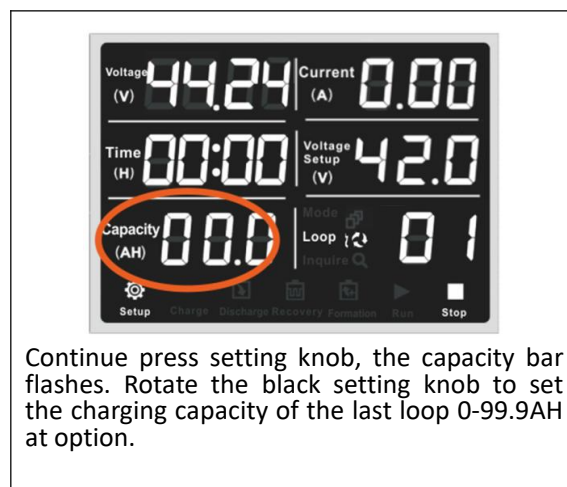 Voltage (V) 44.24 Current (A) 0.00
Time (H) 00:00 Voltage Setup (V) 42.0
Capacity (AH) 00.0 Mode
Loop 01
Inquire
Setup Charge Discharge Recovery Formation Run Stop
Continue press setting knob, the capacity bar
flashes. Rotate the black setting knob to set
the charging capacity of the last loop 0-99.9AH
at option.